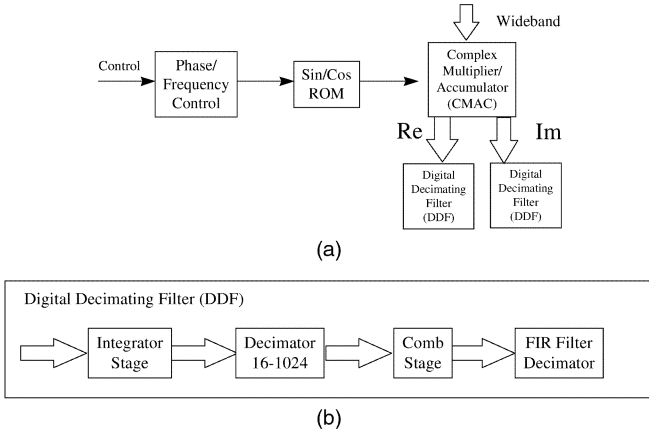 Wideband
Control
Phase/
Frequency
Control
Sin/Cos
ROM
Complex
Multiplier/
Accumulator
(CMAC)
Re
Im
Digital
Decimating
Filter
(DDF)
Digital
Decimating
Filter
(DDF)
(a)
Digital Decimating Filter (DDF)
Integrator
Stage
Decimator
16-1024
Comb
Stage
FIR Filter
Decimator
(b)